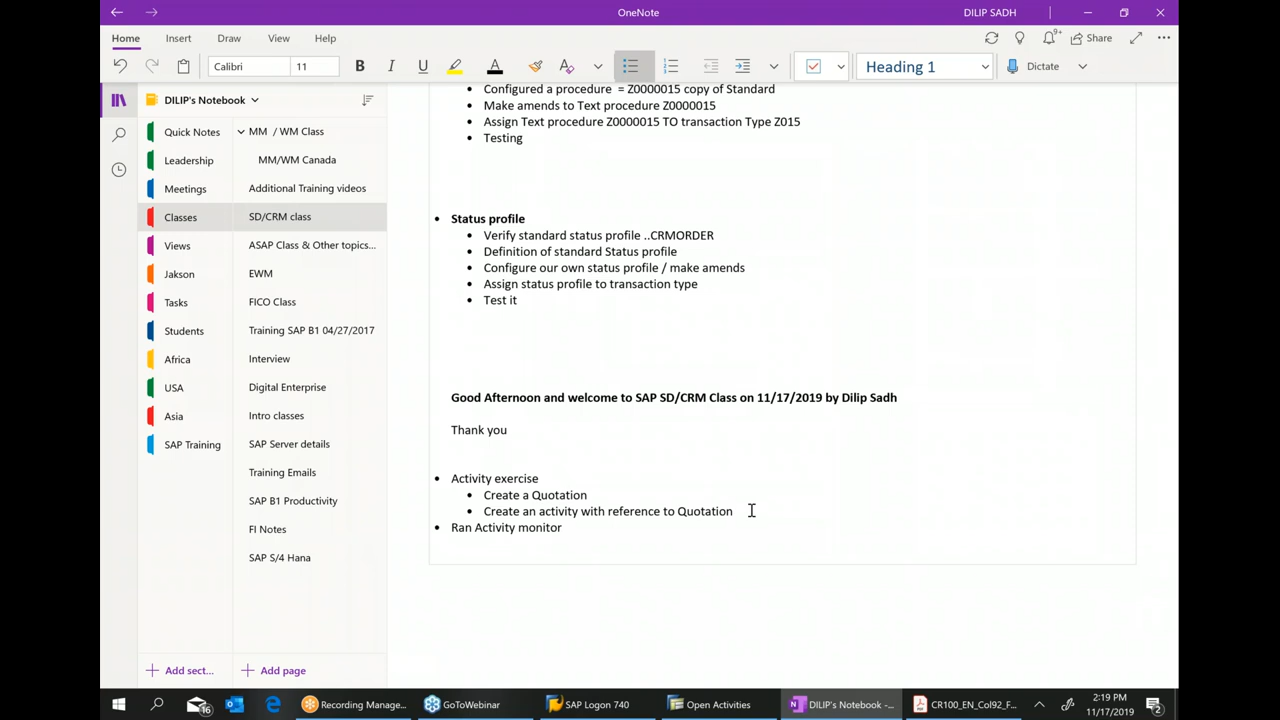 OneNote
DILIP SADH
Home Insert Draw View Help
9+ Share
Calibri 11 B I U A A Heading 1 Dictate
DILIP's Notebook
Quick Notes
Leadership
Meetings
Classes
Views
Jakson
Tasks
Students
Africa
USA
Asia
SAP Training
Add sect...
MM / WM Class
MM/WM Canada
Additional Training videos
SD/CRM class
ASAP Class & Other topics...
EWM
FICO Class
Training SAP B1 04/27/2017
Interview
Digital Enterprise
Intro classes
SAP Server details
Training Emails
SAP B1 Productivity
FI Notes
SAP S/4 Hana
Add page
Configured a procedure = Z0000015 copy of Standard
Make amends to Text procedure Z0000015
Assign Text procedure Z0000015 TO transaction Type Z015
Testing
Status profile
Verify standard status profile ..CRMORDER
Definition of standard Status profile
Configure our own status profile / make amends
Assign status profile to transaction type
Test it
Good Afternoon and welcome to SAP SD/CRM Class on 11/17/2019 by Dilip Sadh
Thank you
Activity exercise
Create a Quotation
Create an activity with reference to Quotation
Ran Activity monitor
Recording Manage... GoToWebinar SAP Logon 740 Open Activities DILIP's Notebook -... CR100_EN_Col92_F...
2:19 PM
11/17/2019
2